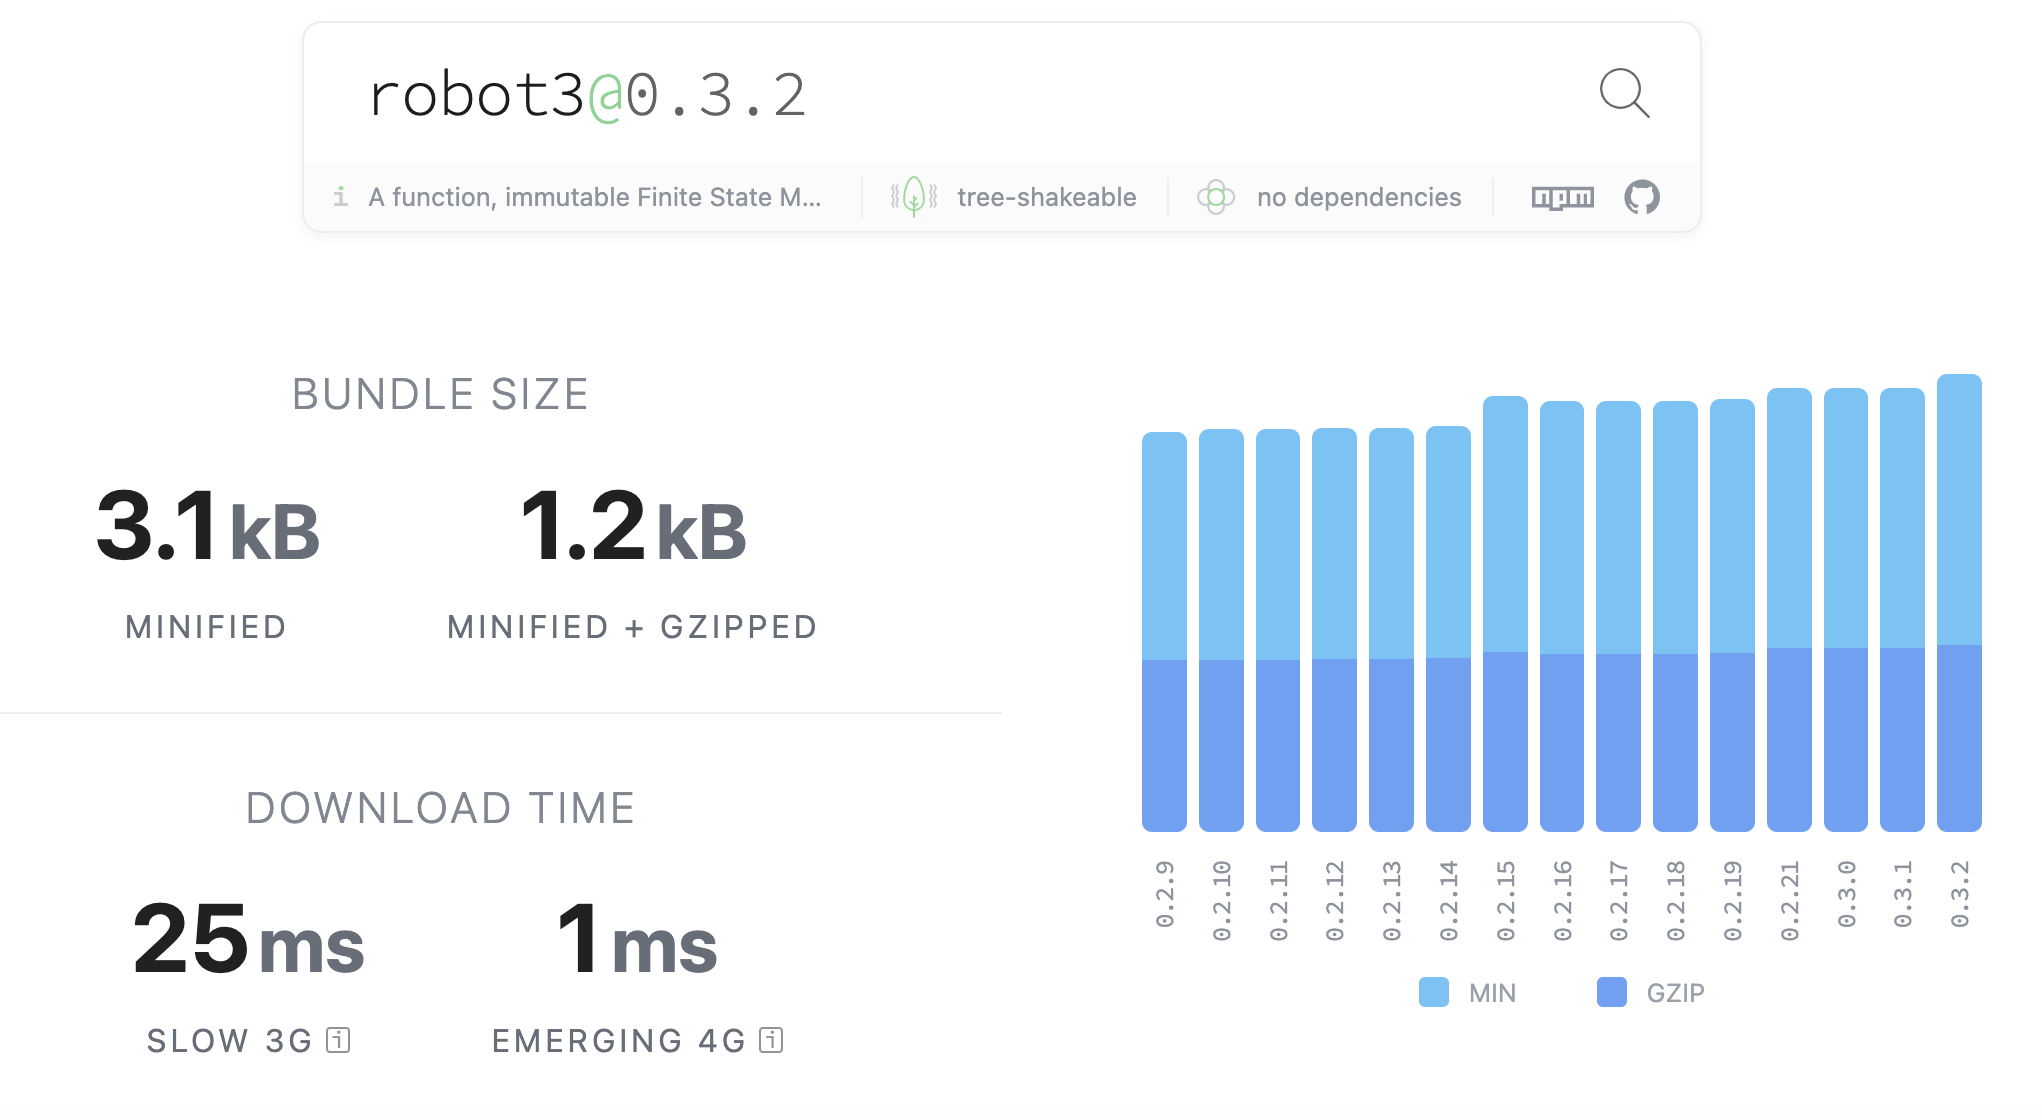 robot3@0.3.2
i A function, immutable Finite State M... tree-shakeable no dependencies npm
BUNDLE SIZE
3.1 kB 1.2 kB
MINIFIED MINIFIED + GZIPPED
DOWNLOAD TIME
25 ms 1 ms
SLOW 3G i EMERGING 4G i
0.2.9 0.2.10 0.2.11 0.2.12 0.2.13 0.2.14 0.2.15 0.2.16 0.2.17 0.2.18 0.2.19 0.2.21 0.3.0 0.3.1 0.3.2
MIN GZIP